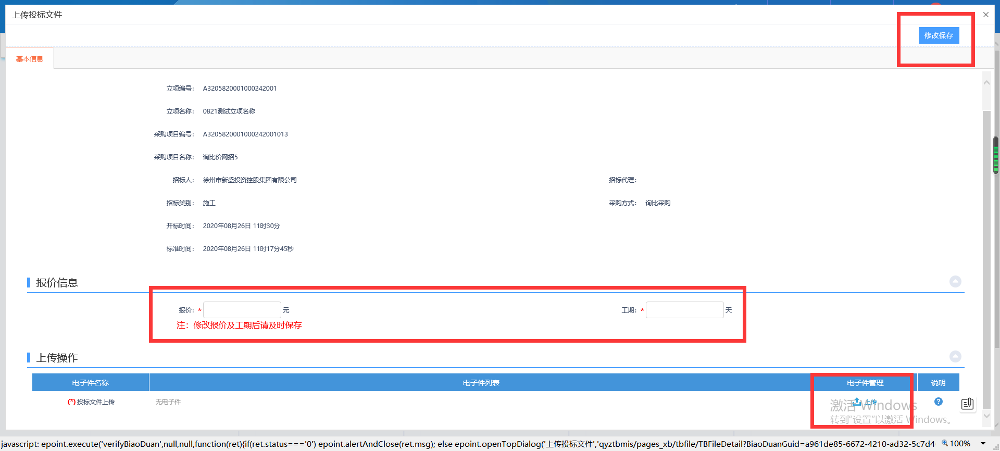 上传投标文件
修改保存
基本信息
立项编号： A3205820001000242001
立项名称： 0821测试立项名称
采购项目编号： A3205820001000242001013
采购项目名称： 询比价网招5
招标人： 徐州市新盛投资控股集团有限公司 招标代理：
招标类别： 施工 采购方式： 询比采购
开标时间： 2020年08月26日 11时30分
标准时间： 2020年08月26日 11时17分45秒
报价信息
报价： * 元 工期： * 天
注：修改报价及工期后请及时保存
上传操作
电子件名称 电子件列表 电子件管理 说明
(*)投标文件上传 无电子件 上传 ?
激活 Windows
转到“设置”以激活 Windows。
javascript: epoint.execute('verifyBiaoDuan',null,null,function(ret){if(ret.status==='0') epoint.alertAndClose(ret.msg); else epoint.openTopDialog('上传投标文件','qyztbmis/pages_xb/tbfile/TBFileDetail?BiaoDuanGuid=a961de85-6672-4210-ad32-5c7d4 100%